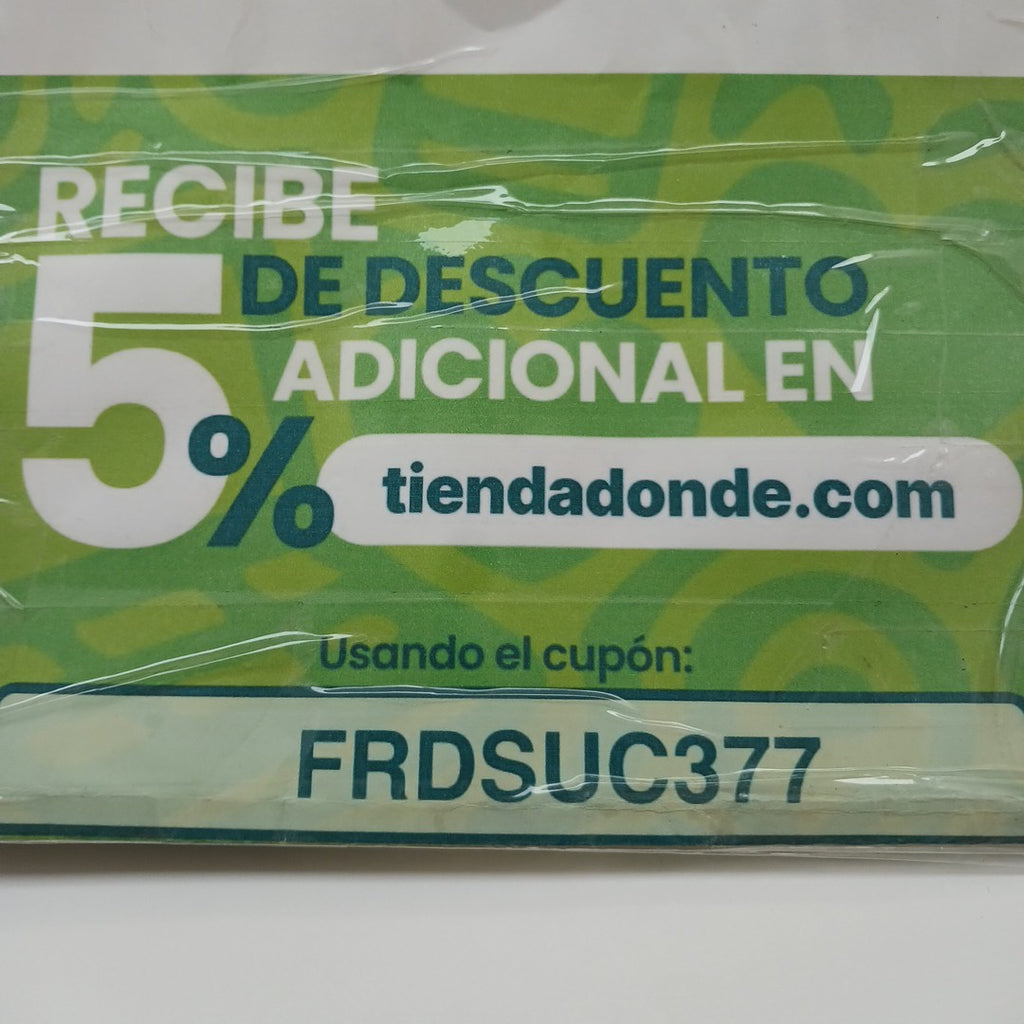 RECIBE
5% DE DESCUENTO
ADICIONAL EN
tiendadonde.com
Usando el cupón:
FRDSUC377